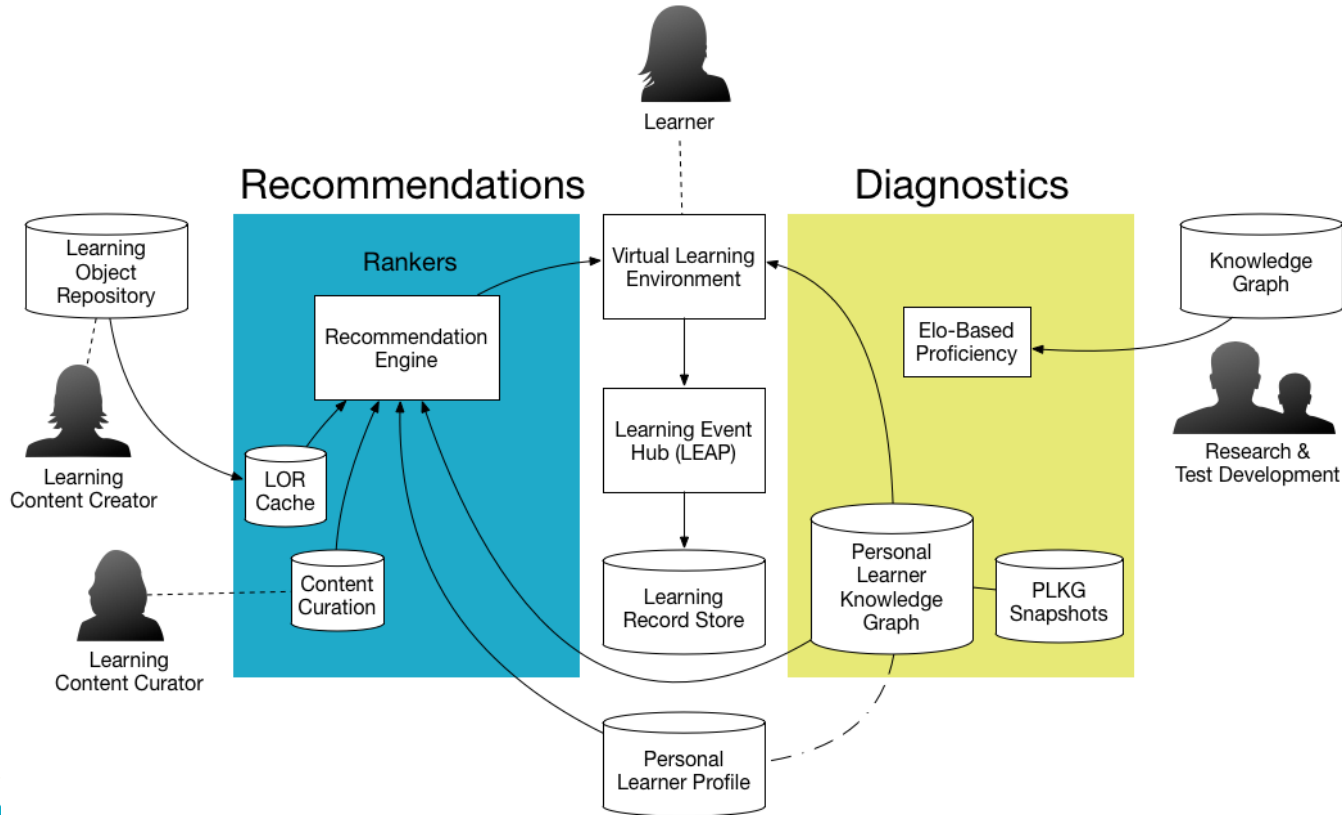 Learner
Recommendations
Diagnostics
Learning
Object
Repository
Rankers
Virtual Learning
Environment
Knowledge
Graph
Recommendation
Engine
Elo-Based
Proficiency
Learning Event
Hub (LEAP)
Research &
Test Development
Learning
Content Creator
LOR
Cache
Content
Curation
Learning
Record Store
Personal
Learner
Knowledge
Graph
PLKG
Snapshots
Learning
Content Curator
Personal
Learner Profile